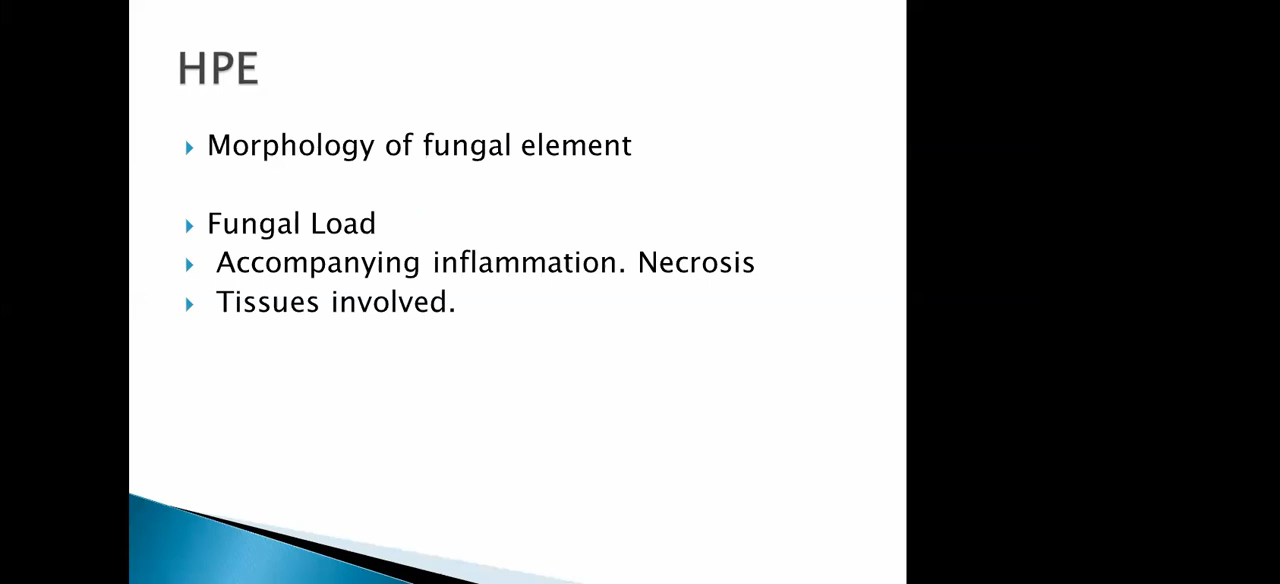 HPE
Morphology of fungal element
Fungal Load
Accompanying inflammation. Necrosis
Tissues involved.